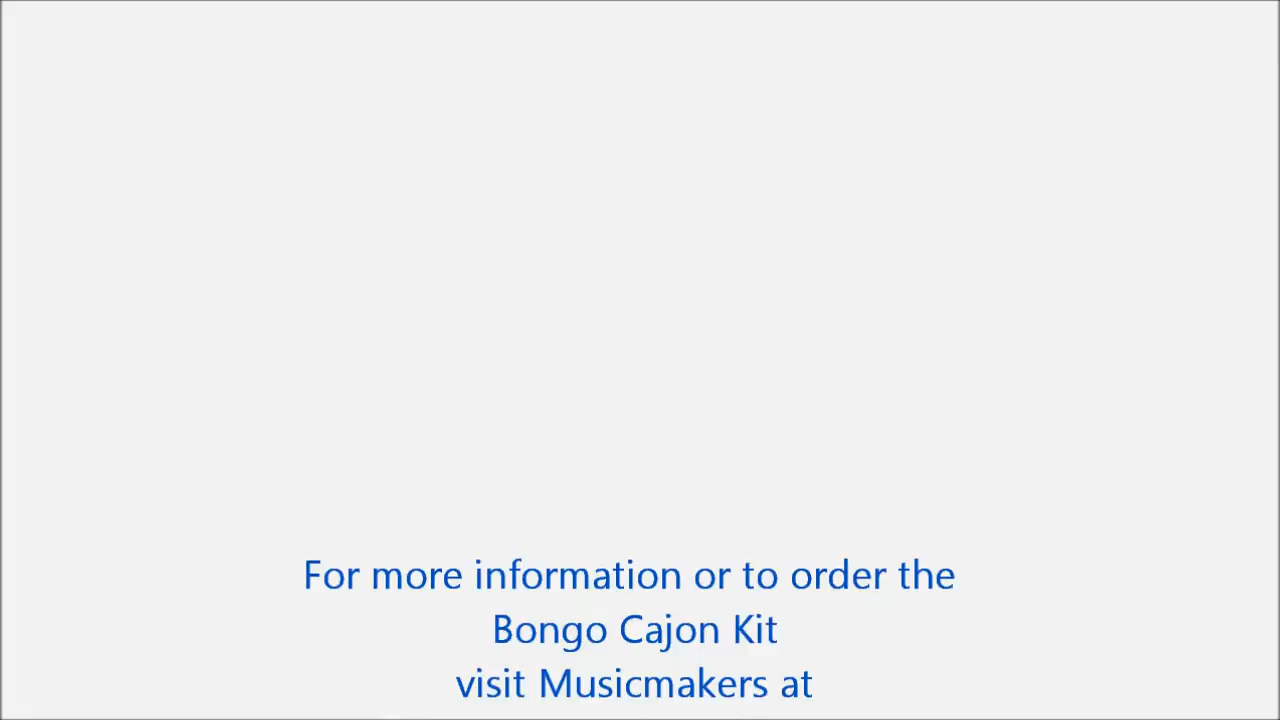 For more information or to order the
Bongo Cajon Kit
visit Musicmakers at